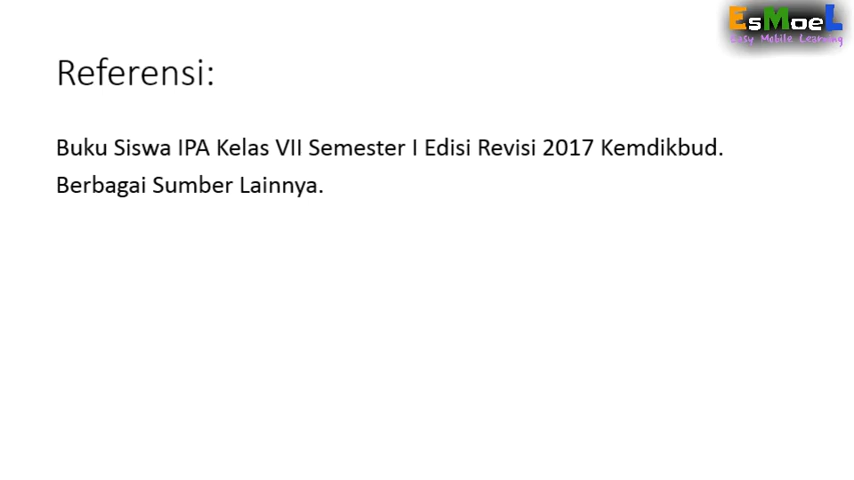 EsMoeL
Easy Mobile Learning
Referensi:
Buku Siswa IPA Kelas VII Semester I Edisi Revisi 2017 Kemdikbud.
Berbagai Sumber Lainnya.